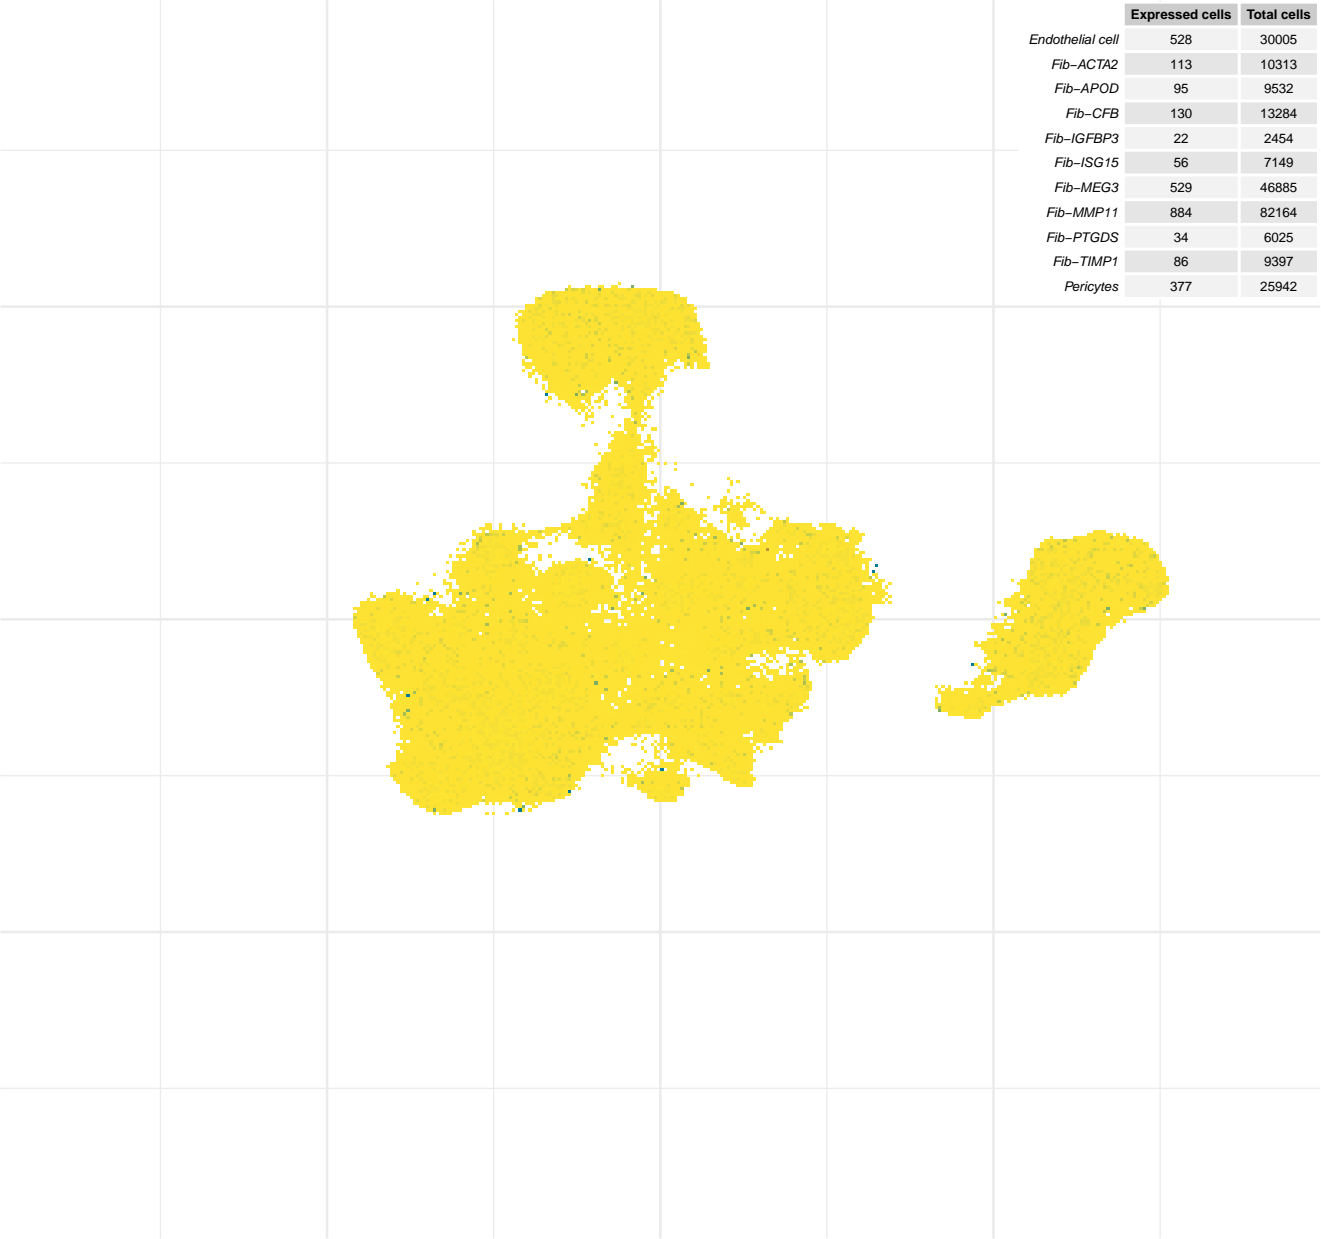 Expressed cells Total cells
Endothelial cell 528 30005
Fib−ACTA2 113 10313
Fib−APOD 95 9532
Fib−CFB 130 13284
Fib−IGFBP3 22 2454
Fib−ISG15 56 7149
Fib−MEG3 529 46885
Fib−MMP11 884 82164
Fib−PTGDS 34 6025
Fib−TIMP1 86 9397
Pericytes 377 25942